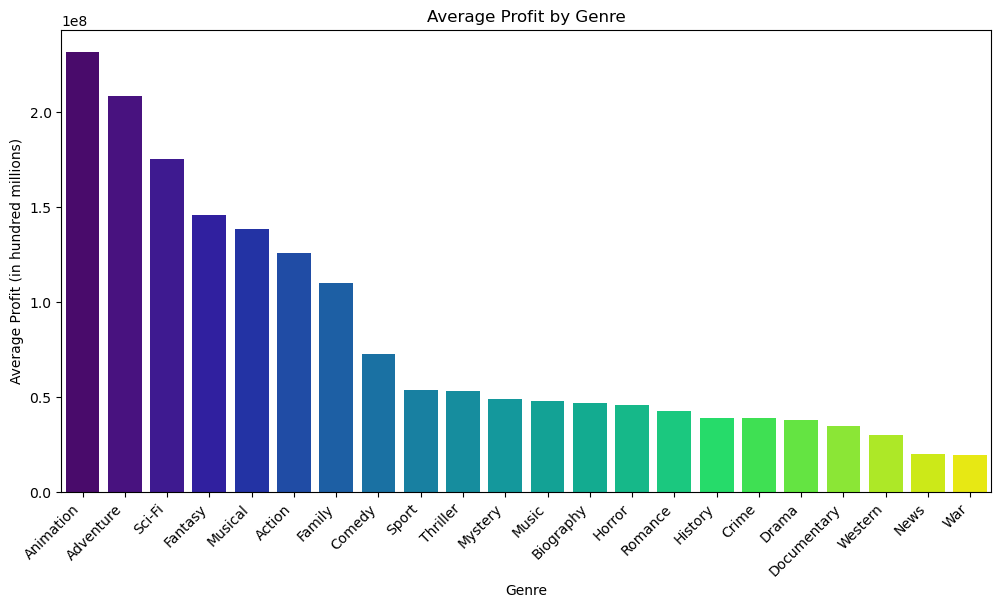 Average Profit by Genre
1e8
Average Profit (in hundred millions)
2.0
1.5
1.0
0.5
0.0
Animation
Adventure
Sci-Fi
Fantasy
Musical
Action
Family
Comedy
Sport
Thriller
Mystery
Music
Biography
Horror
Romance
History
Crime
Drama
Documentary
Western
News
War
Genre